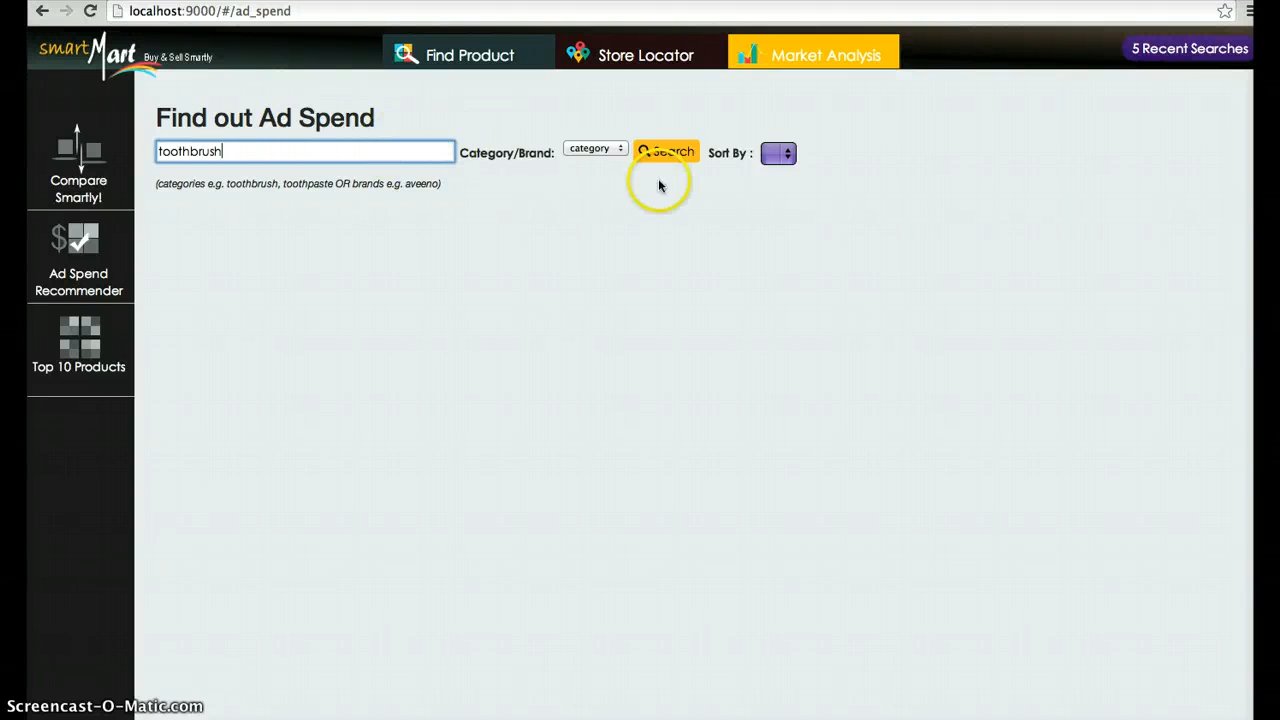 localhost:9000/#/ad_spend
smartMart Buy & Sell Smartly
Find Product
Store Locator
Market Analysis
5 Recent Searches
Compare
Smartly!
Ad Spend
Recommender
Top 10 Products
Find out Ad Spend
toothbrush
Category/Brand: category Search Sort By :
(categories e.g. toothbrush, toothpaste OR brands e.g. aveeno)
Screencast-O-Matic.com